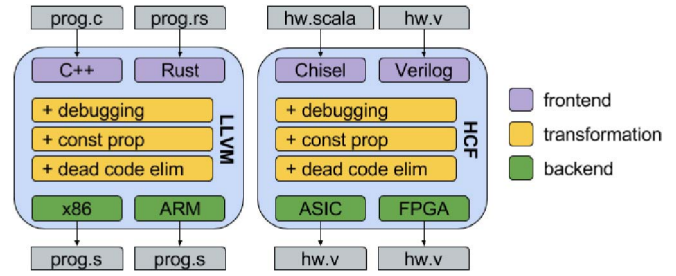 prog.c
prog.rs
hw.scala
hw.v
C++
Rust
Chisel
Verilog
+ debugging
+ const prop
+ dead code elim
LLVM
+ debugging
+ const prop
+ dead code elim
HCF
frontend
transformation
backend
x86
ARM
ASIC
FPGA
prog.s
prog.s
hw.v
hw.v